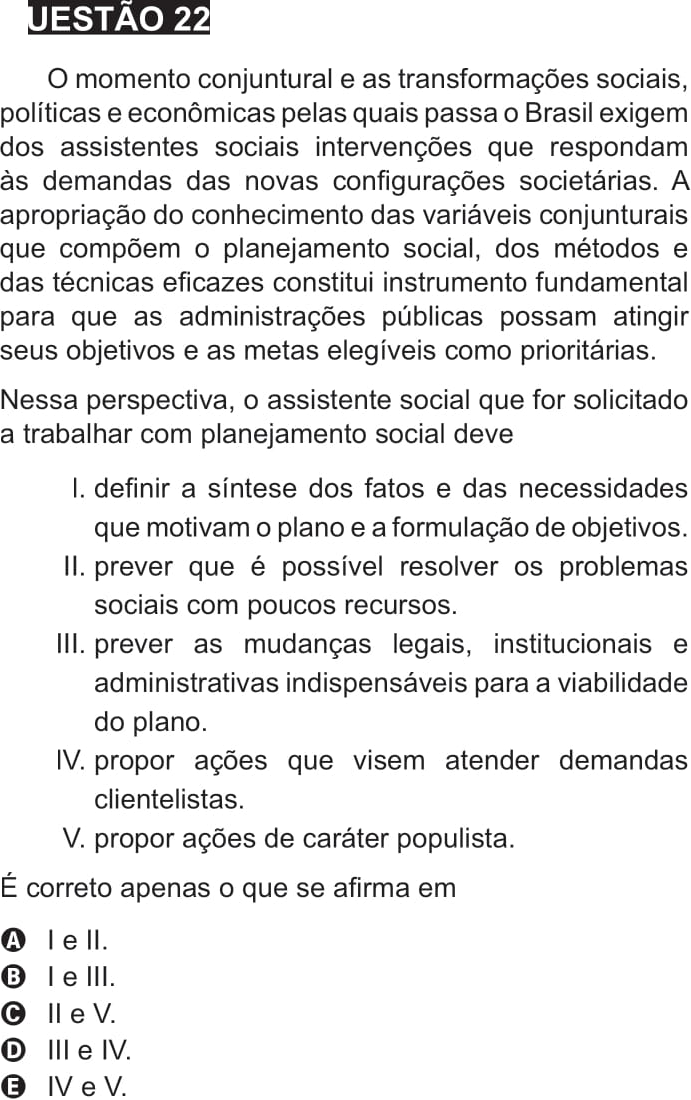 UESTÃO 22
O momento conjuntural e as transformações sociais,
políticas e econômicas pelas quais passa o Brasil exigem
dos assistentes sociais intervenções que respondam
às demandas das novas configurações societárias. A
apropriação do conhecimento das variáveis conjunturais
que compõem o planejamento social, dos métodos e
das técnicas eficazes constitui instrumento fundamental
para que as administrações públicas possam atingir
seus objetivos e as metas elegíveis como prioritárias.
Nessa perspectiva, o assistente social que for solicitado
a trabalhar com planejamento social deve
I. definir a síntese dos fatos e das necessidades
que motivam o plano e a formulação de objetivos.
II. prever que é possível resolver os problemas
sociais com poucos recursos.
III. prever as mudanças legais, institucionais e
administrativas indispensáveis para a viabilidade
do plano.
IV. propor ações que visem atender demandas
clientelistas.
V. propor ações de caráter populista.
É correto apenas o que se afirma em
A I e II.
B I e III.
C II e V.
D III e IV.
E IV e V.